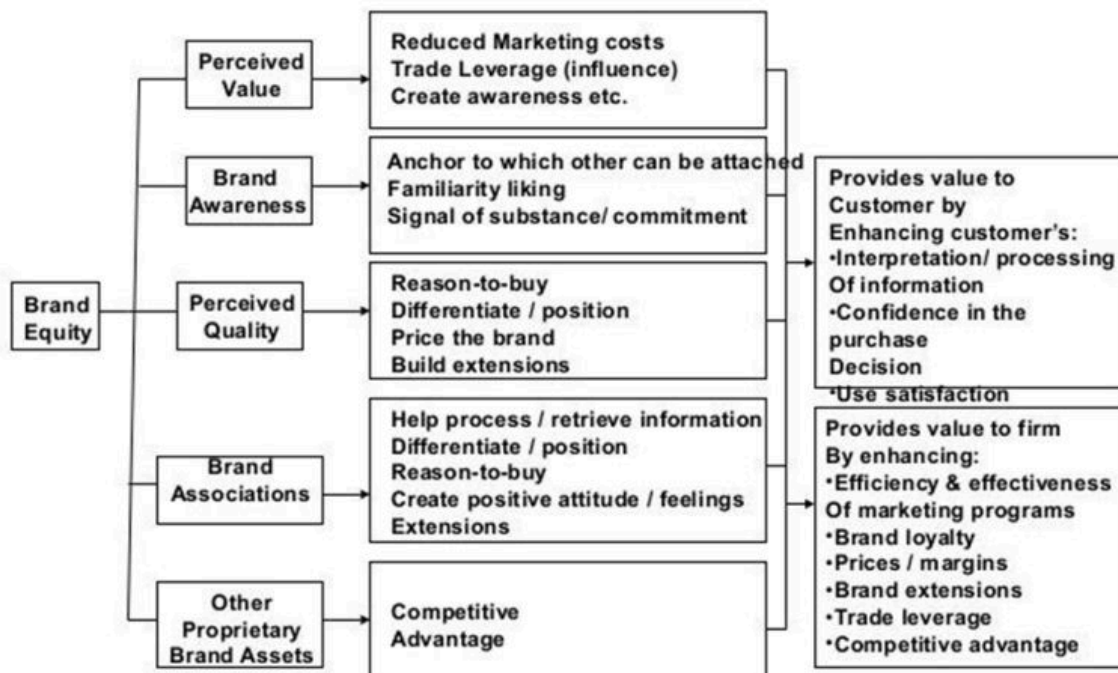 Brand
Equity
Perceived
Value
Reduced Marketing costs
Trade Leverage (influence)
Create awareness etc.
Brand
Awareness
Anchor to which other can be attached
Familiarity liking
Signal of substance/ commitment
Perceived
Quality
Reason-to-buy
Differentiate / position
Price the brand
Build extensions
Brand
Associations
Help process / retrieve information
Differentiate / position
Reason-to-buy
Create positive attitude / feelings
Extensions
Other
Proprietary
Brand Assets
Competitive
Advantage
Provides value to
Customer by
Enhancing customer's:
•Interpretation/ processing
Of information
•Confidence in the
purchase
Decision
•Use satisfaction
Provides value to firm
By enhancing:
•Efficiency & effectiveness
Of marketing programs
•Brand loyalty
•Prices / margins
•Brand extensions
•Trade leverage
•Competitive advantage